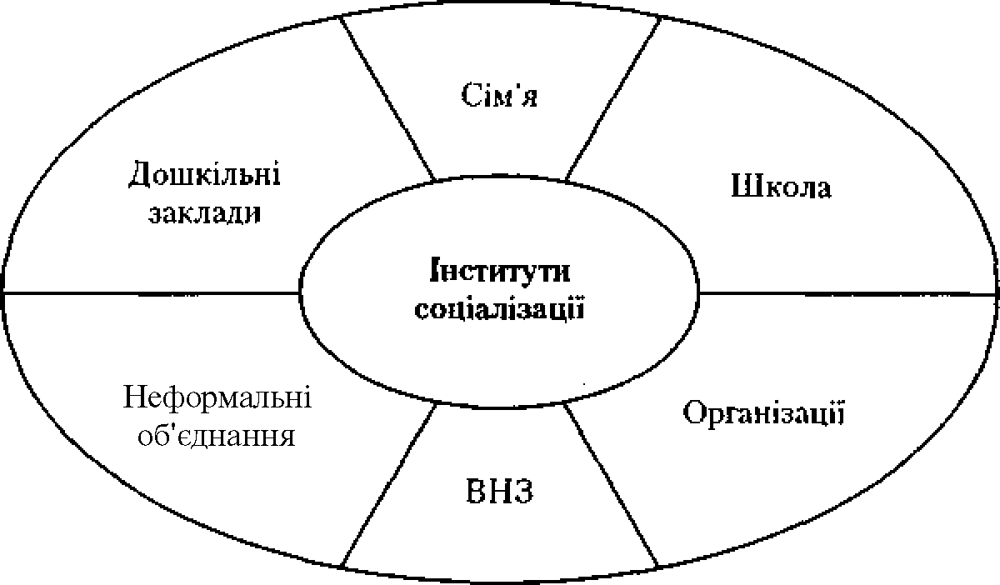 Сім'я
Дошкільні
заклади
Школа
Інститути
соціалізації
Неформальні
об'єднання
Організації
ВНЗ